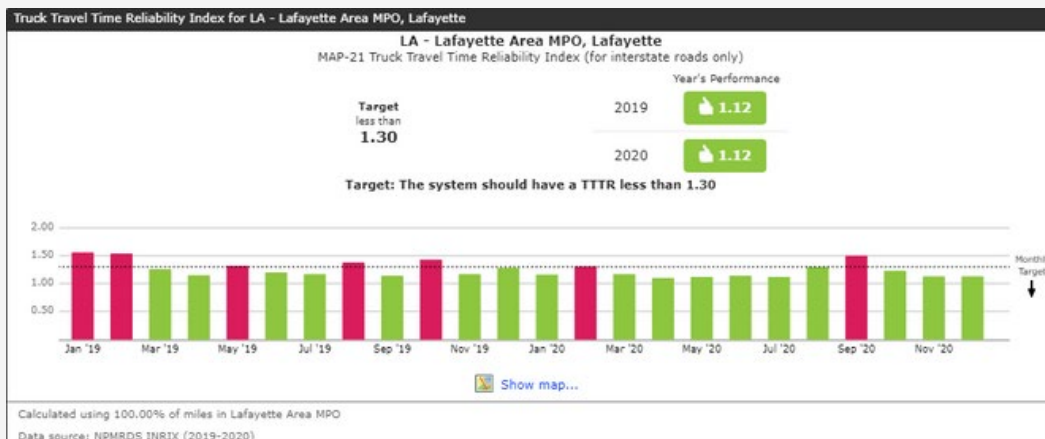 Truck Travel Time Reliability Index for LA - Lafayette Area MPO, Lafayette
LA - Lafayette Area MPO, Lafayette
MAP-21 Truck Travel Time Reliability Index (for interstate roads only)
Year's Performance
Target
less than
1.30
2019 1.12
2020 1.12
Target: The system should have a TTTR less than 1.30
2.00
1.50
1.00
0.50
Monthly
Target
Jan '19 Mar '19 May '19 Jul '19 Sep '19 Nov '19 Jan '20 Mar '20 May '20 Jul '20 Sep '20 Nov '20
Show map...
Calculated using 100.00% of miles in Lafayette Area MPO
Data source: NPMRDS INRIX (2019-2020)